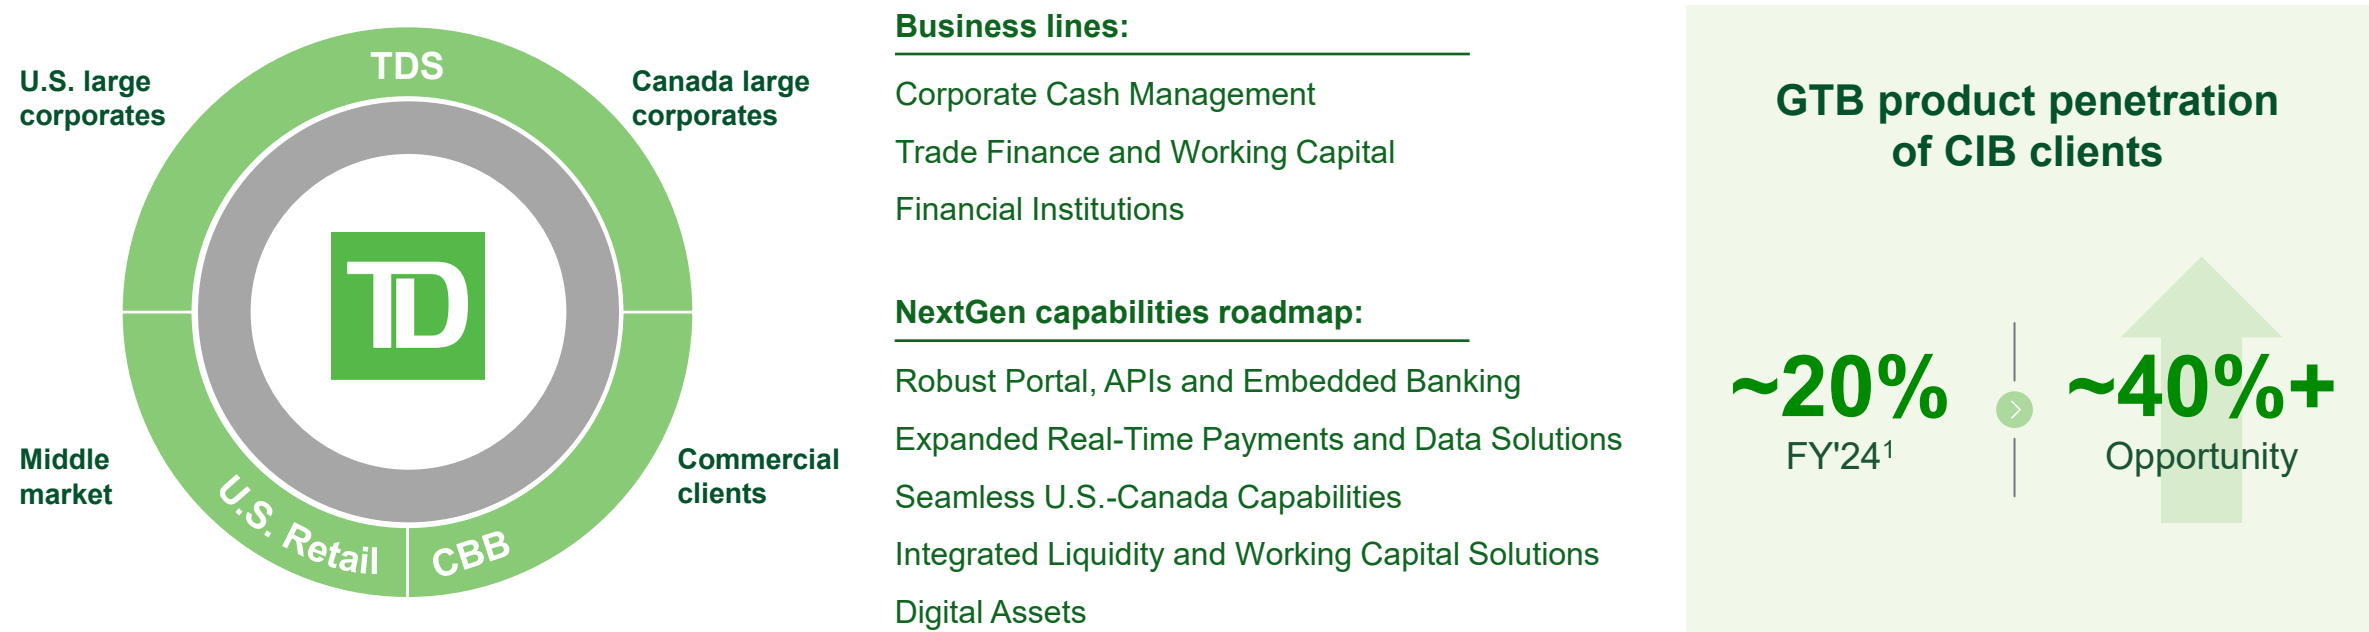 TDS
U.S. large
corporates
Canada large
corporates
TD
Middle
market
Commercial
clients
U.S. Retail
CBB
Business lines:
Corporate Cash Management
Trade Finance and Working Capital
Financial Institutions
NextGen capabilities roadmap:
Robust Portal, APIs and Embedded Banking
Expanded Real-Time Payments and Data Solutions
Seamless U.S.-Canada Capabilities
Integrated Liquidity and Working Capital Solutions
Digital Assets
GTB product penetration
of CIB clients
~20%
FY'24¹
~40%+
Opportunity